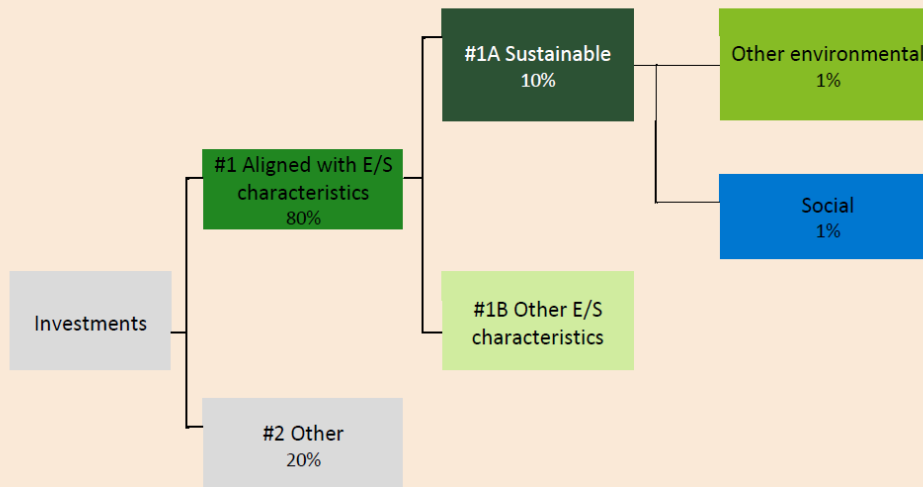 #1A Sustainable
10%
Other environmental
1%
#1 Aligned with E/S
characteristics
80%
Social
1%
Investments
#1B Other E/S
characteristics
#2 Other
20%